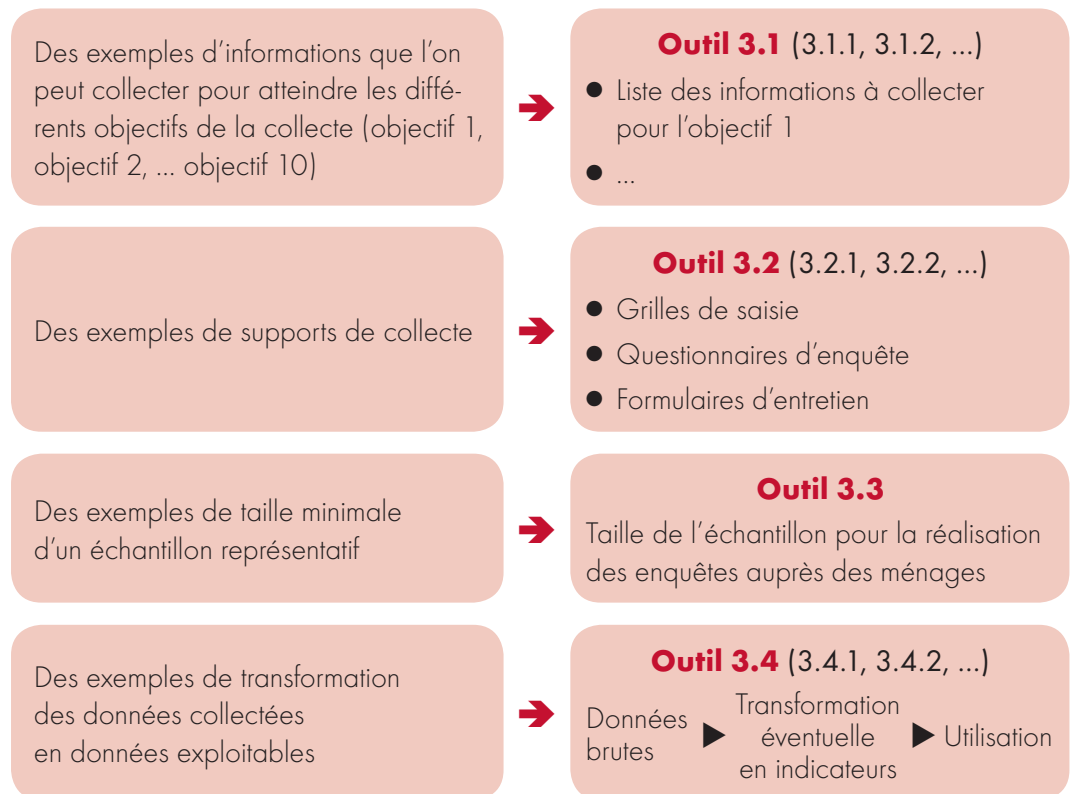 Des exemples d'informations que l'on
peut collecter pour atteindre les diffé-
rents objectifs de la collecte (objectif 1,
objectif 2, ... objectif 10)
Outil 3.1 (3.1.1, 3.1.2, ...)
● Liste des informations à collecter
pour l'objectif 1
● ...
Des exemples de supports de collecte
Outil 3.2 (3.2.1, 3.2.2, ...)
● Grilles de saisie
● Questionnaires d'enquête
● Formulaires d'entretien
Des exemples de taille minimale
d'un échantillon représentatif
Outil 3.3
Taille de l'échantillon pour la réalisation
des enquêtes auprès des ménages
Des exemples de transformation
des données collectées
en données exploitables
Outil 3.4 (3.4.1, 3.4.2, ...)
Données
brutes
Transformation
éventuelle
en indicateurs
Utilisation